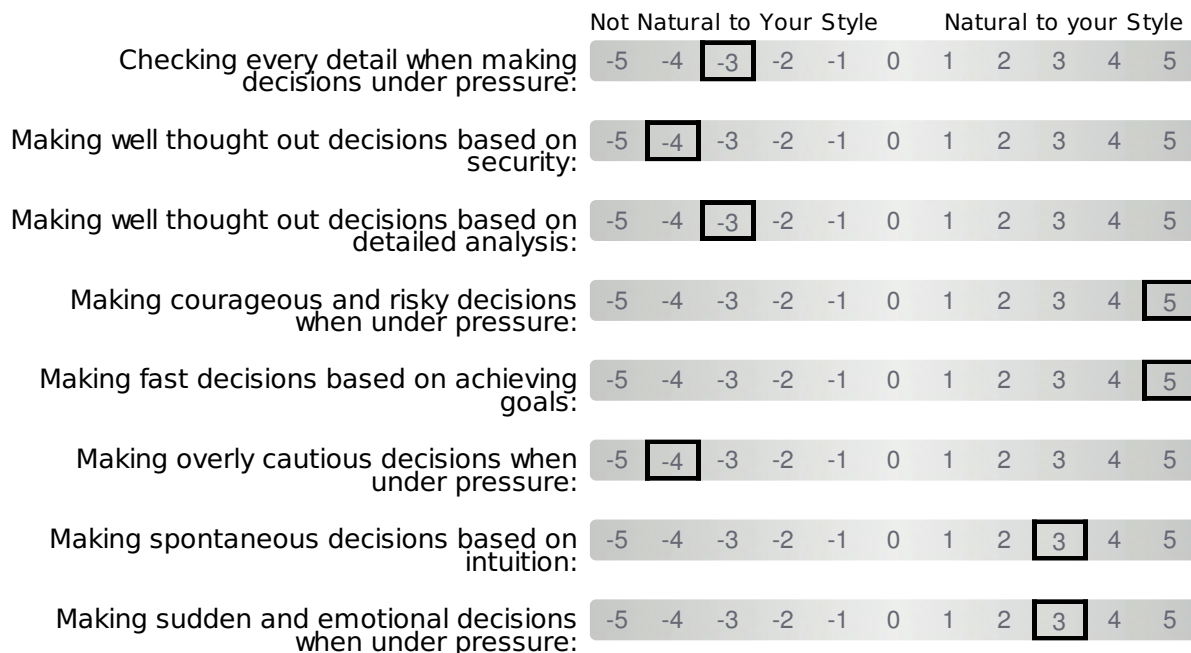 Not Natural to Your Style Natural to your Style
Checking every detail when making
decisions under pressure:
-5 -4 -3 -2 -1 0 1 2 3 4 5
Making well thought out decisions based on
security:
-5 -4 -3 -2 -1 0 1 2 3 4 5
Making well thought out decisions based on
detailed analysis:
-5 -4 -3 -2 -1 0 1 2 3 4 5
Making courageous and risky decisions
when under pressure:
-5 -4 -3 -2 -1 0 1 2 3 4 5
Making fast decisions based on achieving
goals:
-5 -4 -3 -2 -1 0 1 2 3 4 5
Making overly cautious decisions when
under pressure:
-5 -4 -3 -2 -1 0 1 2 3 4 5
Making spontaneous decisions based on
intuition:
-5 -4 -3 -2 -1 0 1 2 3 4 5
Making sudden and emotional decisions
when under pressure:
-5 -4 -3 -2 -1 0 1 2 3 4 5